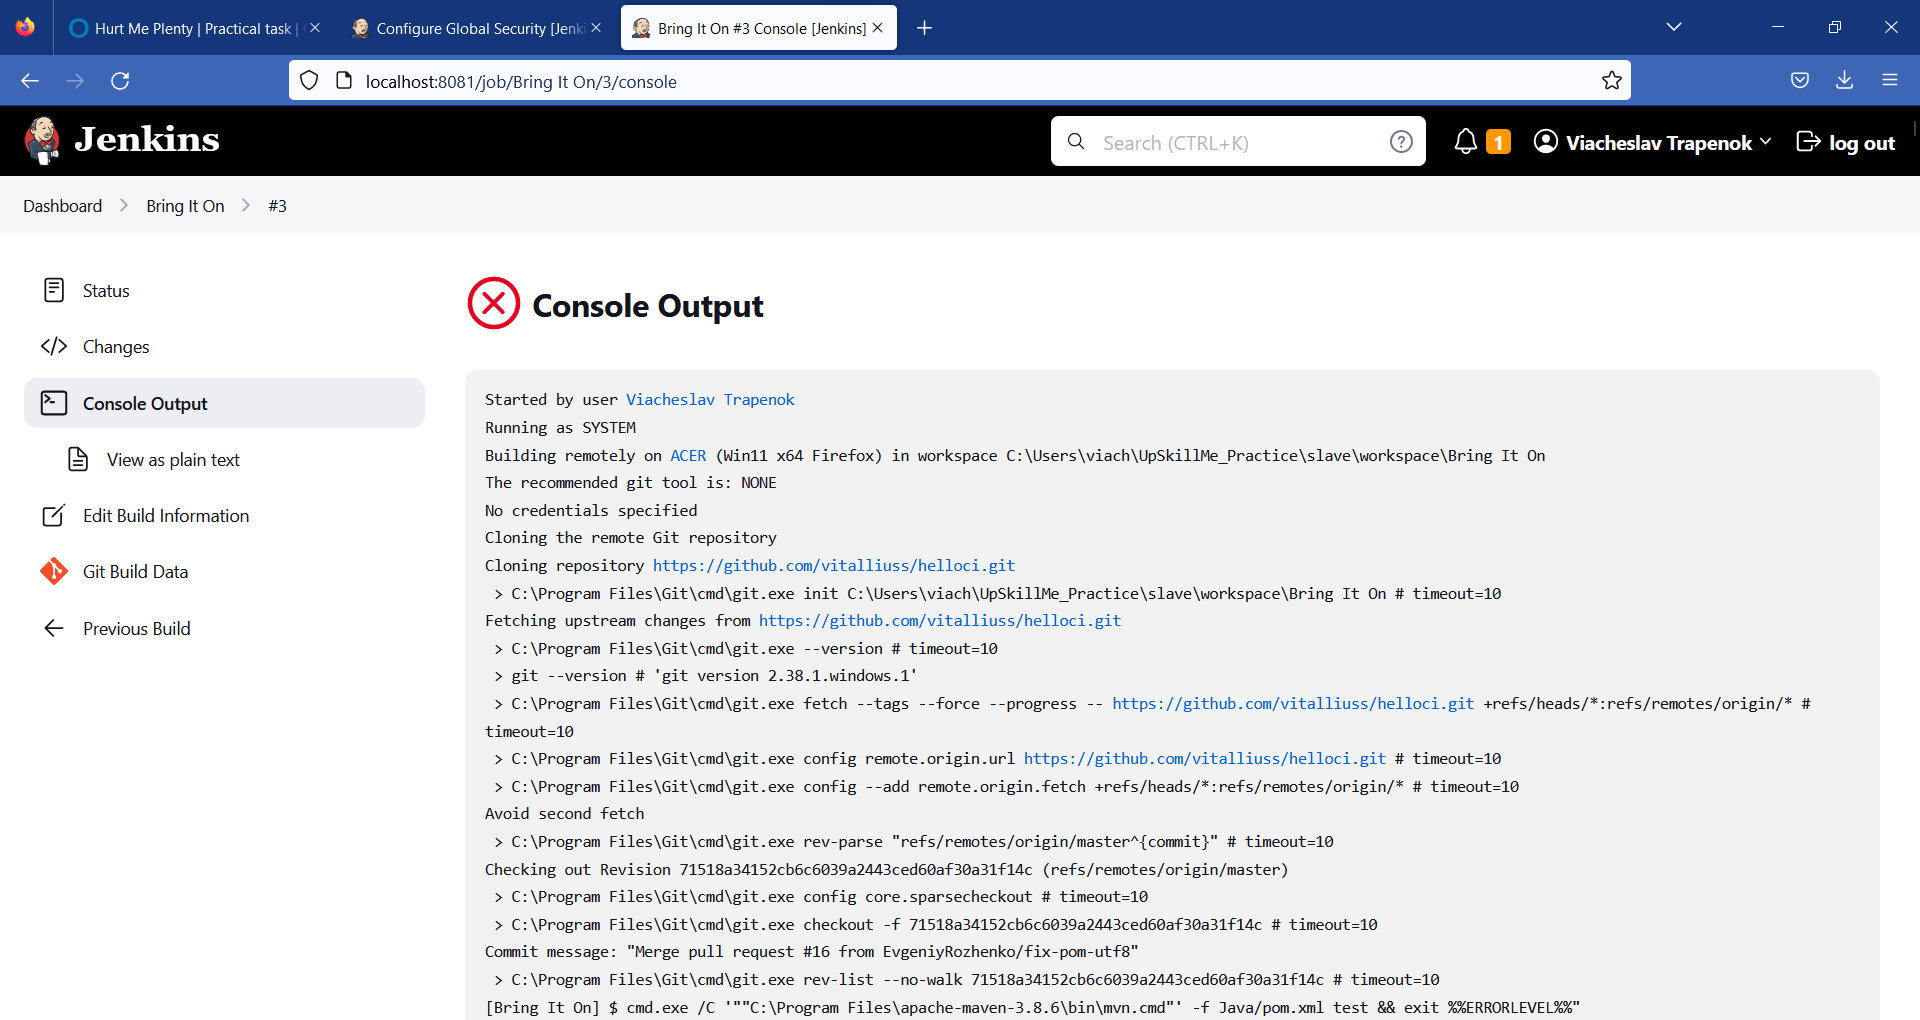 Hurt Me Plenty | Practical task |
Configure Global Security [Jenk
Bring It On #3 Console [Jenkins]
localhost:8081/job/Bring It On/3/console
Jenkins
Search (CTRL+K)
?
1
Viacheslav Trapenok
log out
Dashboard
Bring It On
#3
Status
Changes
Console Output
View as plain text
Edit Build Information
Git Build Data
Previous Build
Console Output
Started by user Viacheslav Trapenok
Running as SYSTEM
Building remotely on ACER (Win11 x64 Firefox) in workspace C:\Users\viach\UpSkillMe_Practice\slave\workspace\Bring It On
The recommended git tool is: NONE
No credentials specified
Cloning the remote Git repository
Cloning repository https://github.com/vitalliuss/helloci.git
> C:\Program Files\Git\cmd\git.exe init C:\Users\viach\UpSkillMe_Practice\slave\workspace\Bring It On # timeout=10
Fetching upstream changes from https://github.com/vitalliuss/helloci.git
> C:\Program Files\Git\cmd\git.exe --version # timeout=10
> git --version # 'git version 2.38.1.windows.1'
> C:\Program Files\Git\cmd\git.exe fetch --tags --force --progress -- https://github.com/vitalliuss/helloci.git +refs/heads/*:refs/remotes/origin/* #
timeout=10
> C:\Program Files\Git\cmd\git.exe config remote.origin.url https://github.com/vitalliuss/helloci.git # timeout=10
> C:\Program Files\Git\cmd\git.exe config --add remote.origin.fetch +refs/heads/*:refs/remotes/origin/* # timeout=10
Avoid second fetch
> C:\Program Files\Git\cmd\git.exe rev-parse "refs/remotes/origin/master^{commit}" # timeout=10
Checking out Revision 71518a34152cb6c6039a2443ced60af30a31f14c (refs/remotes/origin/master)
> C:\Program Files\Git\cmd\git.exe config core.sparsecheckout # timeout=10
> C:\Program Files\Git\cmd\git.exe checkout -f 71518a34152cb6c6039a2443ced60af30a31f14c # timeout=10
Commit message: "Merge pull request #16 from EvgeniyRozhenko/fix-pom-utf8"
> C:\Program Files\Git\cmd\git.exe rev-list --no-walk 71518a34152cb6c6039a2443ced60af30a31f14c # timeout=10
[Bring It On] $ cmd.exe /C '""C:\Program Files\apache-maven-3.8.6\bin\mvn.cmd"' -f Java/pom.xml test && exit %%ERRORLEVEL%%"